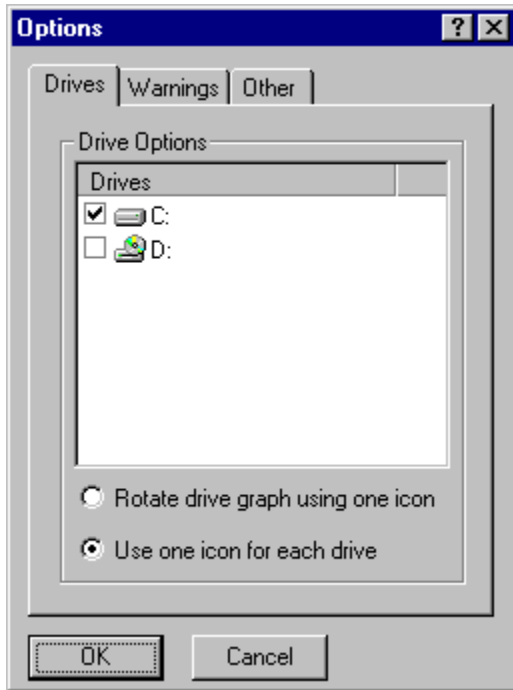 Options
Drives Warnings Other
Drive Options
Drives
C:
D:
Rotate drive graph using one icon
Use one icon for each drive
OK Cancel